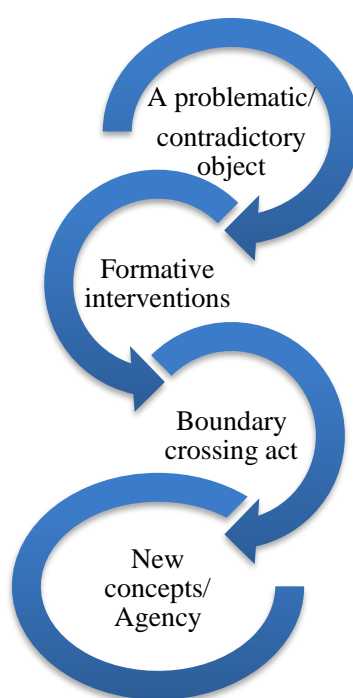 A problematic/
contradictory
object
Formative
interventions
Boundary
crossing act
New
concepts/
Agency